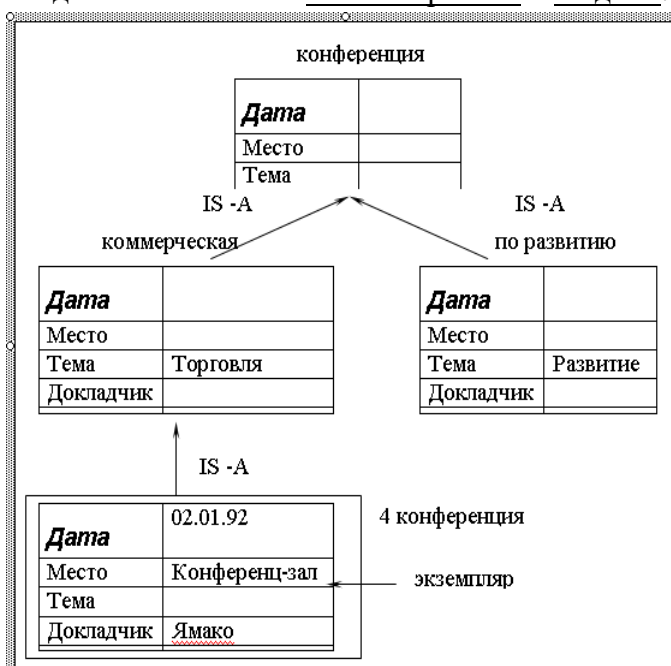 конференция
Дата
Место
Тема
IS -A IS -A
коммерческая по развитию
Дата Дата
Место Место
Тема Торговля Тема Развитие
Докладчик Докладчик
IS -A
02.01.92 4 конференция
Дата
Место Конференц-зал экземпляр
Тема
Докладчик Ямако